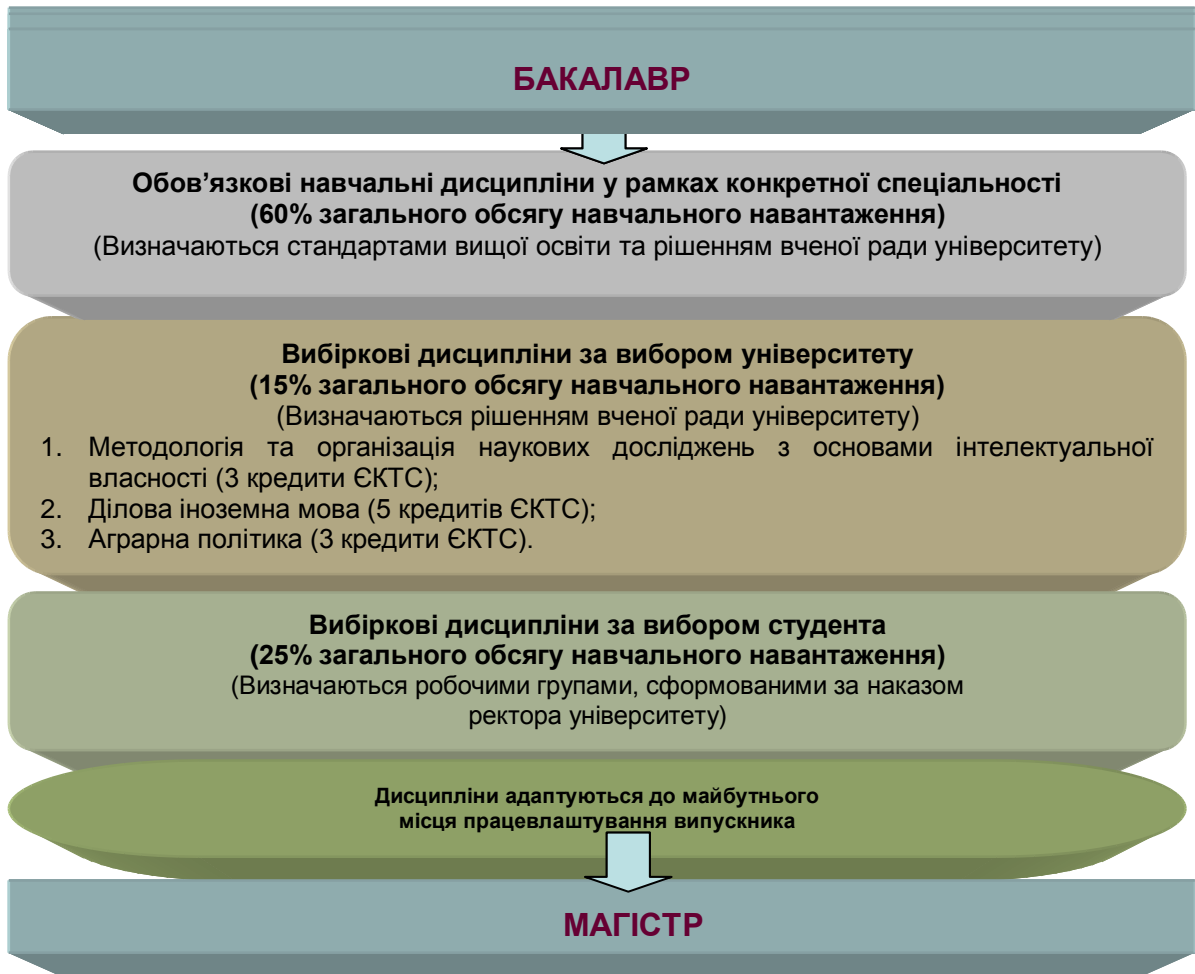 БАКАЛАВР
Обов’язкові навчальні дисципліни у рамках конкретної спеціальності
(60% загального обсягу навчального навантаження)
(Визначаються стандартами вищої освіти та рішенням вченої ради університету)
Вибіркові дисципліни за вибором університету
(15% загального обсягу навчального навантаження)
(Визначаються рішенням вченої ради університету)
1. Методологія та організація наукових досліджень з основами інтелектуальної
власності (3 кредити ЄКТС);
2. Ділова іноземна мова (5 кредитів ЄКТС);
3. Аграрна політика (3 кредити ЄКТС).
Вибіркові дисципліни за вибором студента
(25% загального обсягу навчального навантаження)
(Визначаються робочими групами, сформованими за наказом
ректора університету)
Дисципліни адаптуються до майбутнього
місця працевлаштування випускника
МАГІСТР